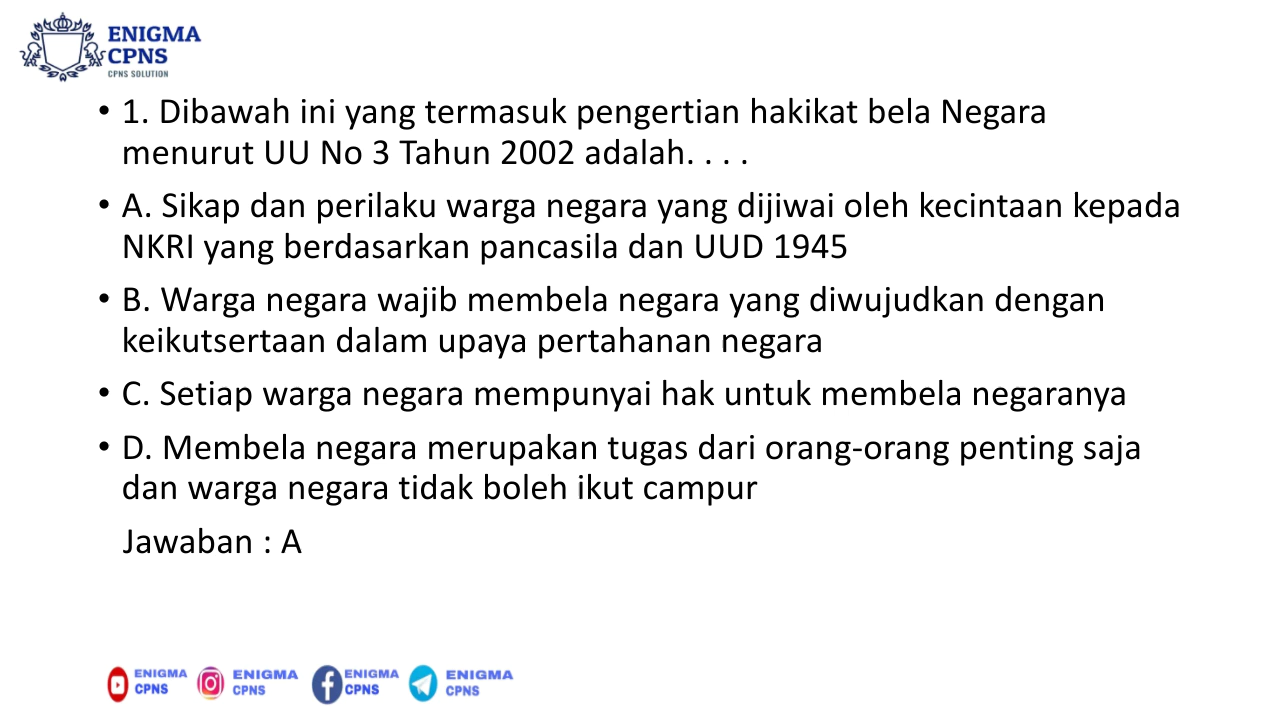 ENIGMA
CPNS
CPNS SOLUTION
• 1. Dibawah ini yang termasuk pengertian hakikat bela Negara
menurut UU No 3 Tahun 2002 adalah. . . .
• A. Sikap dan perilaku warga negara yang dijiwai oleh kecintaan kepada
NKRI yang berdasarkan pancasila dan UUD 1945
• B. Warga negara wajib membela negara yang diwujudkan dengan
keikutsertaan dalam upaya pertahanan negara
• C. Setiap warga negara mempunyai hak untuk membela negaranya
• D. Membela negara merupakan tugas dari orang-orang penting saja
dan warga negara tidak boleh ikut campur
Jawaban : A
ENIGMA
CPNS
ENIGMA
CPNS
ENIGMA
CPNS
ENIGMA
CPNS